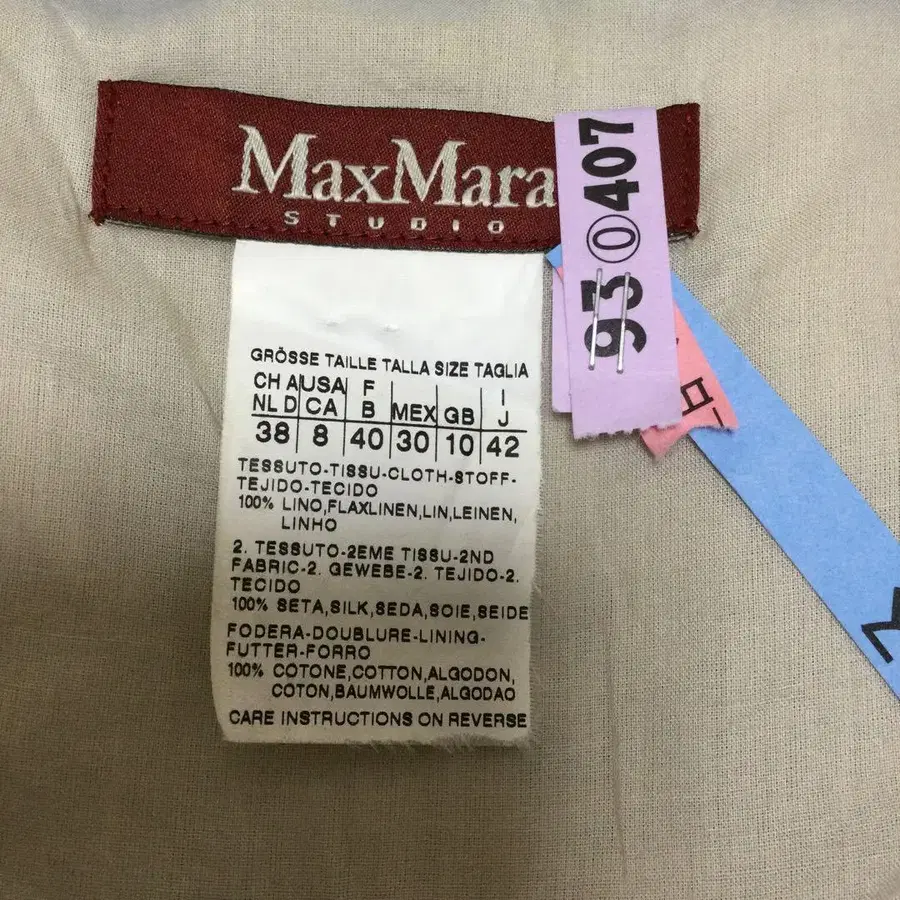 MaxMara
STUDIO
93 0 407
GRÖSSE TAILLE TALLA SIZE TAGLIA
CH A USA F I
NL D CA B MEX GB J
38 8 40 30 10 42
TESSUTO-TISSU-CLOTH-STOFF-
TEJIDO-TECIDO
100% LINO,FLAXLINEN,LIN,LEINEN,
LINHO
2. TESSUTO-2EME TISSU-2ND
FABRIC-2. GEWEBE-2. TEJIDO-2.
TECIDO
100% SETA,SILK,SEDA,SOIE,SEIDE
FODERA-DOUBLURE-LINING-
FUTTER-FORRO
100% COTONE,COTTON,ALGODON,
COTON,BAUMWOLLE,ALGODAO
CARE INSTRUCTIONS ON REVERSE